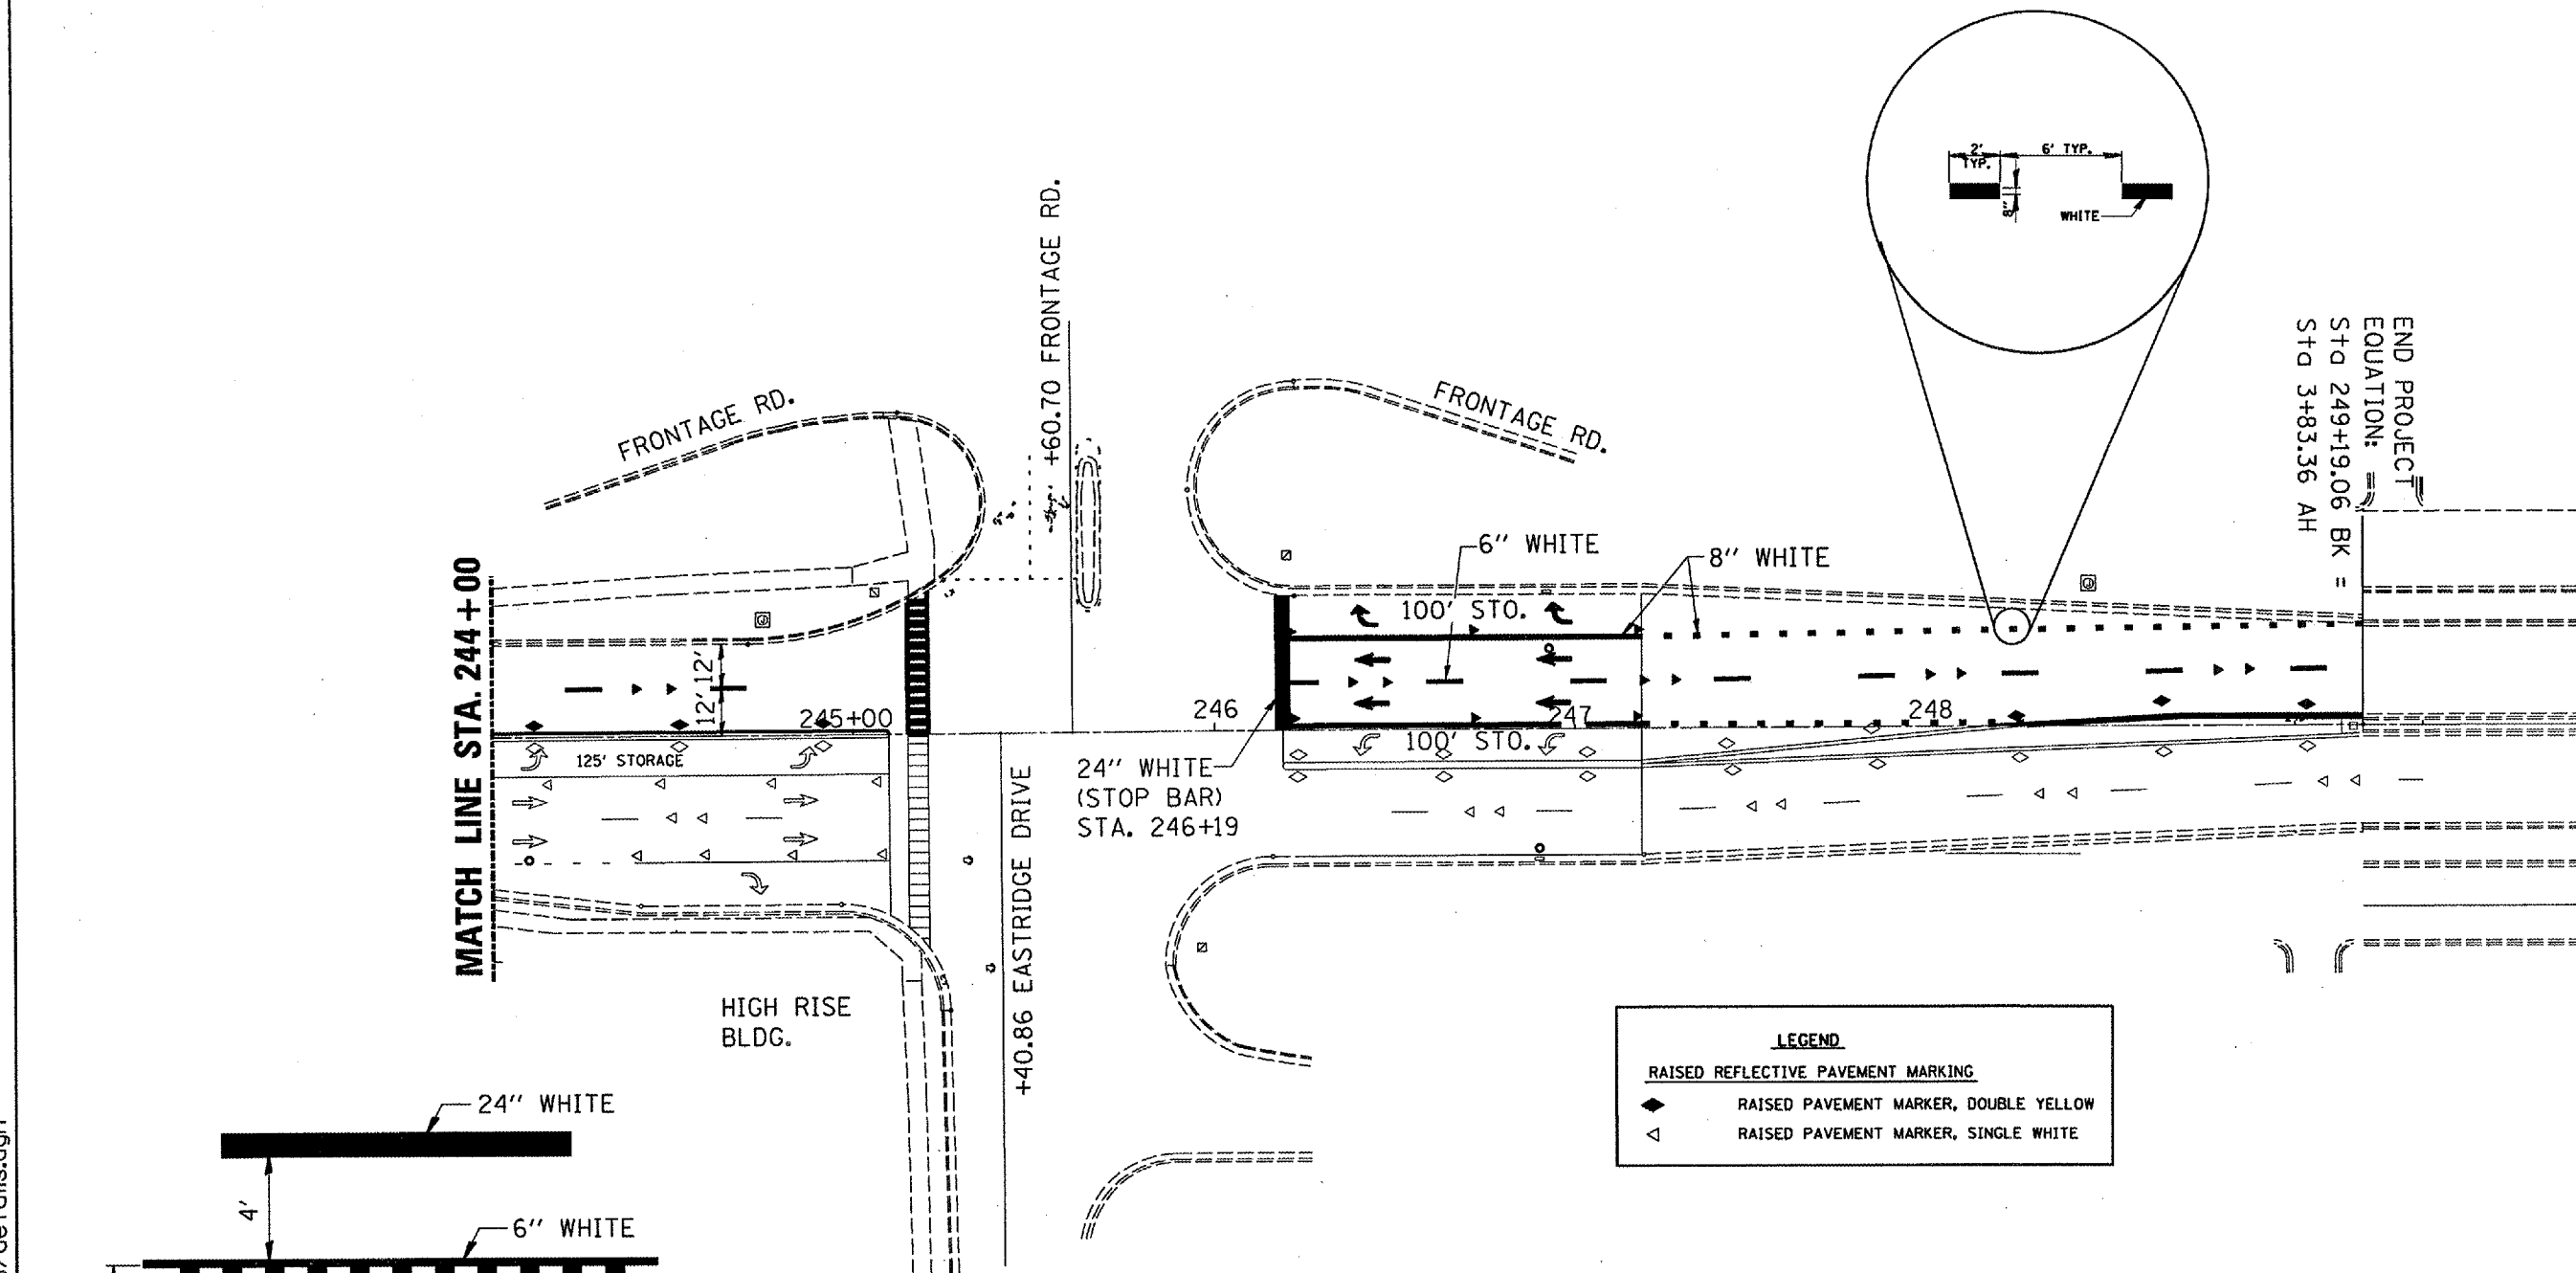 2'
TYP.
6' TYP.
8"
WHITE
END PROJECT
EQUATION:
Sta 249+19.06 BK =
Sta 3+83.36 AH
+60.70 FRONTAGE RD.
FRONTAGE RD.
FRONTAGE RD.
6" WHITE
8" WHITE
MATCH LINE STA. 244+00
100' STO.
12' 12'
245+00
246
247
248
125' STORAGE
100' STO.
24" WHITE
(STOP BAR)
STA. 246+19
+40.86 EASTRIDGE DRIVE
HIGH RISE
BLDG.
LEGEND
RAISED REFLECTIVE PAVEMENT MARKING
RAISED PAVEMENT MARKER, DOUBLE YELLOW
RAISED PAVEMENT MARKER, SINGLE WHITE
24" WHITE
4'
6" WHITE